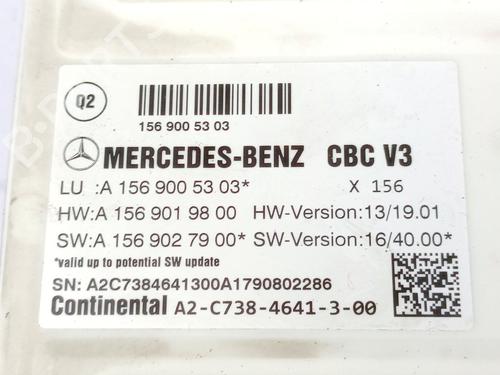 Q2
156 900 53 03
MERCEDES-BENZ CBC V3
LU :A 156 900 53 03* X 156
HW:A 156 901 98 00 HW-Version:13/19.01
SW:A 156 902 79 00* SW-Version:16/40.00*
*valid up to potential SW update
SN: A2C7384641300A1790802286
Continental A2-C738-4641-3-00